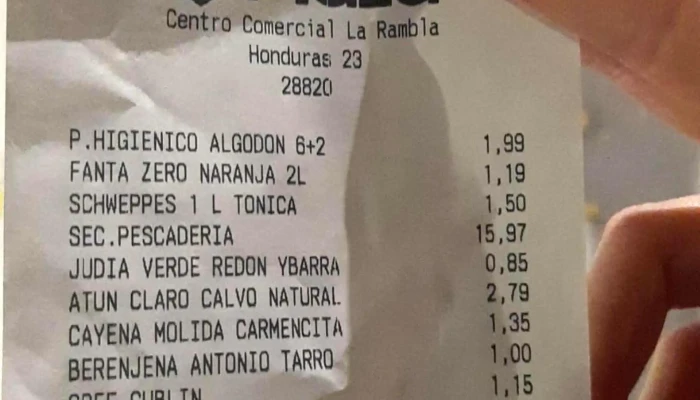 Centro Comercial La Rambla
Honduras 23
28820
P.HIGIENICO ALGODON 6+2 1,99
FANTA ZERO NARANJA 2L 1,19
SCHWEPPES 1 L TONICA 1,50
SEC.PESCADERIA 15,97
JUDIA VERDE REDON YBARRA 0,85
ATUN CLARO CALVO NATURAL 2,79
CAYENA MOLIDA CARMENCITA 1,35
BERENJENA ANTONIO TARRO 1,00
1,15